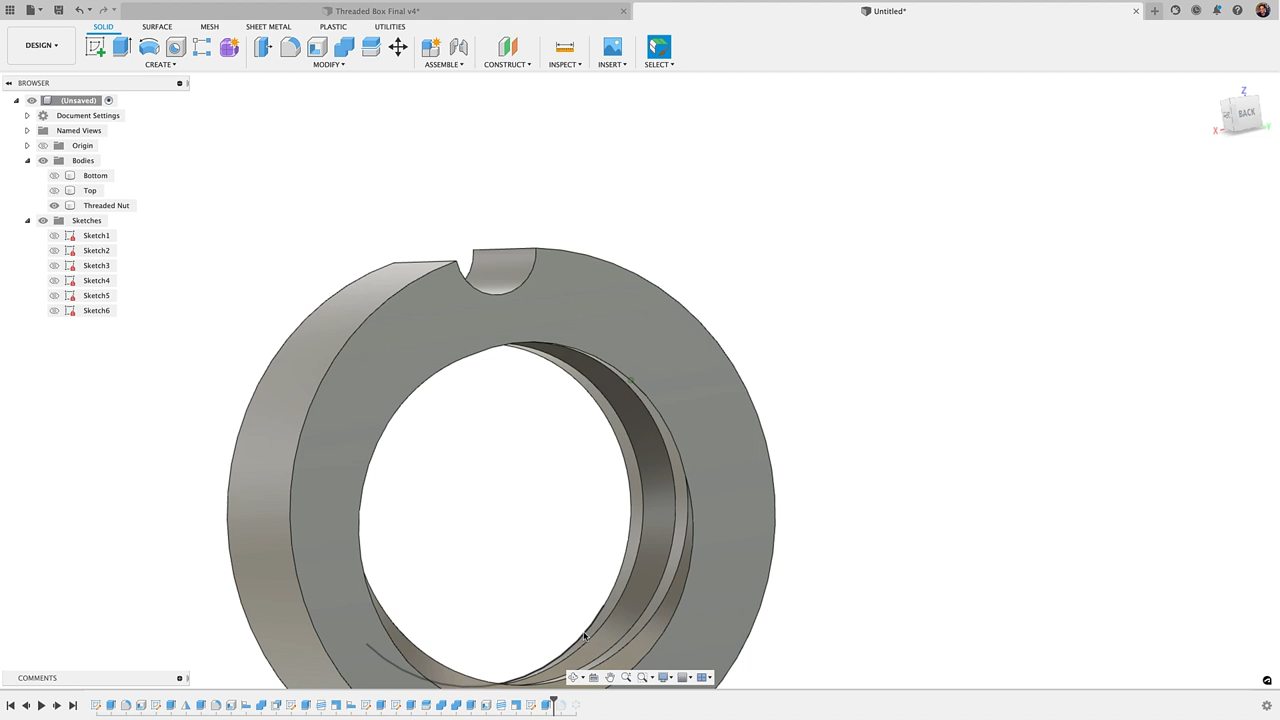 Threaded Box Final v4*
Untitled*
DESIGN
SOLID
SURFACE
MESH
SHEET METAL
PLASTIC
UTILITIES
CREATE
MODIFY
ASSEMBLE
CONSTRUCT
INSPECT
INSERT
SELECT
BROWSER
(Unsaved)
Document Settings
Named Views
Origin
Bodies
Bottom
Top
Threaded Nut
Sketches
Sketch1
Sketch2
Sketch3
Sketch4
Sketch5
Sketch6
Z
BACK
X
Y
COMMENTS